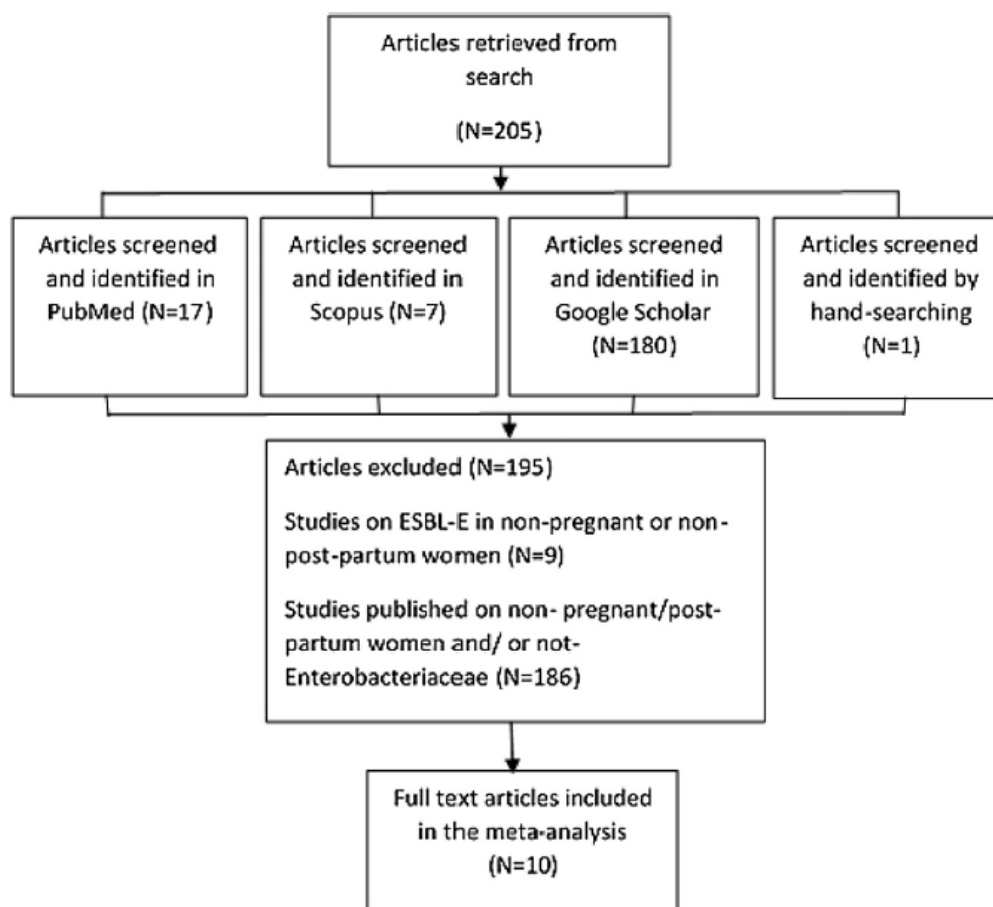 Articles retrieved from
search
(N=205)
Articles screened
and identified in
PubMed (N=17)
Articles screened
and identified in
Scopus (N=7)
Articles screened
and identified in
Google Scholar
(N=180)
Articles screened
and identified by
hand-searching
(N=1)
Articles excluded (N=195)
Studies on ESBL-E in non-pregnant or non-
post-partum women (N=9)
Studies published on non- pregnant/post-
partum women and/ or not-
Enterobacteriaceae (N=186)
Full text articles included
in the meta-analysis
(N=10)